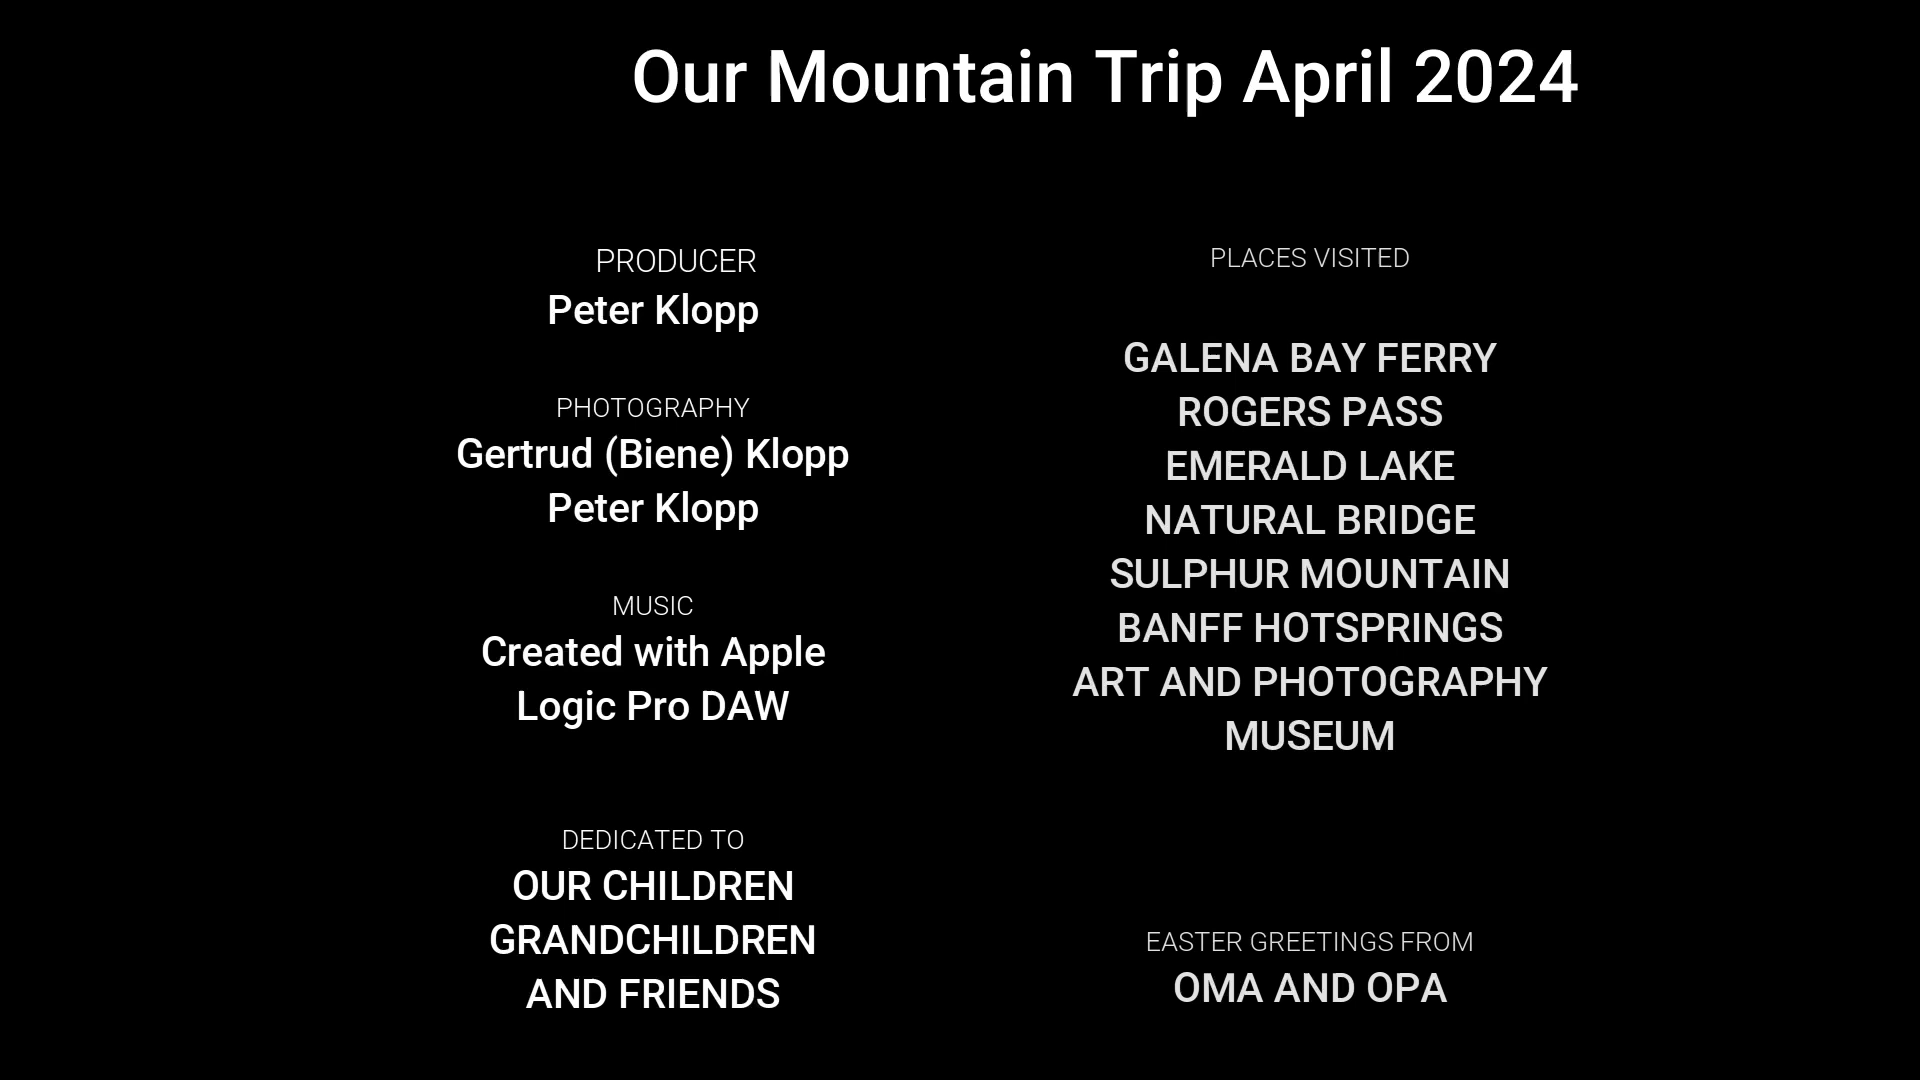 Our Mountain Trip April 2024
PRODUCER
Peter Klopp
PHOTOGRAPHY
Gertrud (Biene) Klopp
Peter Klopp
MUSIC
Created with Apple
Logic Pro DAW
DEDICATED TO
OUR CHILDREN
GRANDCHILDREN
AND FRIENDS
PLACES VISITED
GALENA BAY FERRY
ROGERS PASS
EMERALD LAKE
NATURAL BRIDGE
SULPHUR MOUNTAIN
BANFF HOTSPRINGS
ART AND PHOTOGRAPHY
MUSEUM
EASTER GREETINGS FROM
OMA AND OPA